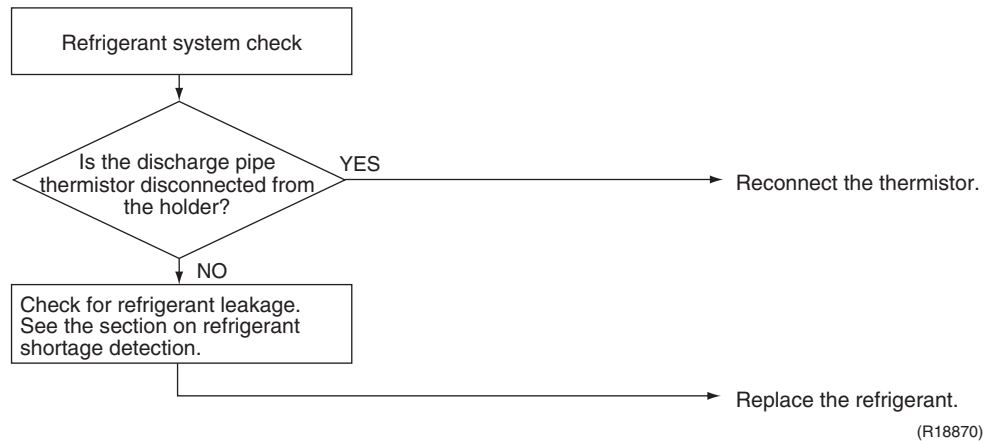 Refrigerant system check
Is the discharge pipe
thermistor disconnected from
the holder?
YES
Reconnect the thermistor.
NO
Check for refrigerant leakage.
See the section on refrigerant
shortage detection.
Replace the refrigerant.
(R18870)